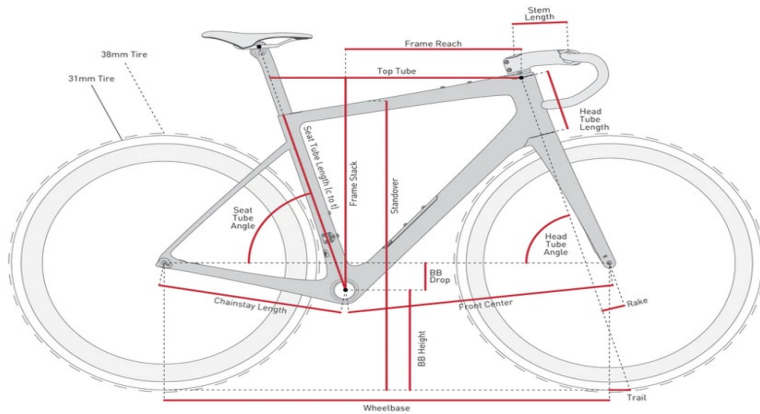 Stem
Length
Frame Reach
38mm Tire
Top Tube
31mm Tire
Head
Tube
Length
Seat Tube Length (c to t)
Frame Stack
Standover
Seat
Tube
Angle
Head
Tube
Angle
BB
Drop
Chainstay Length
Front Center
Rake
BB Height
Trail
Wheelbase